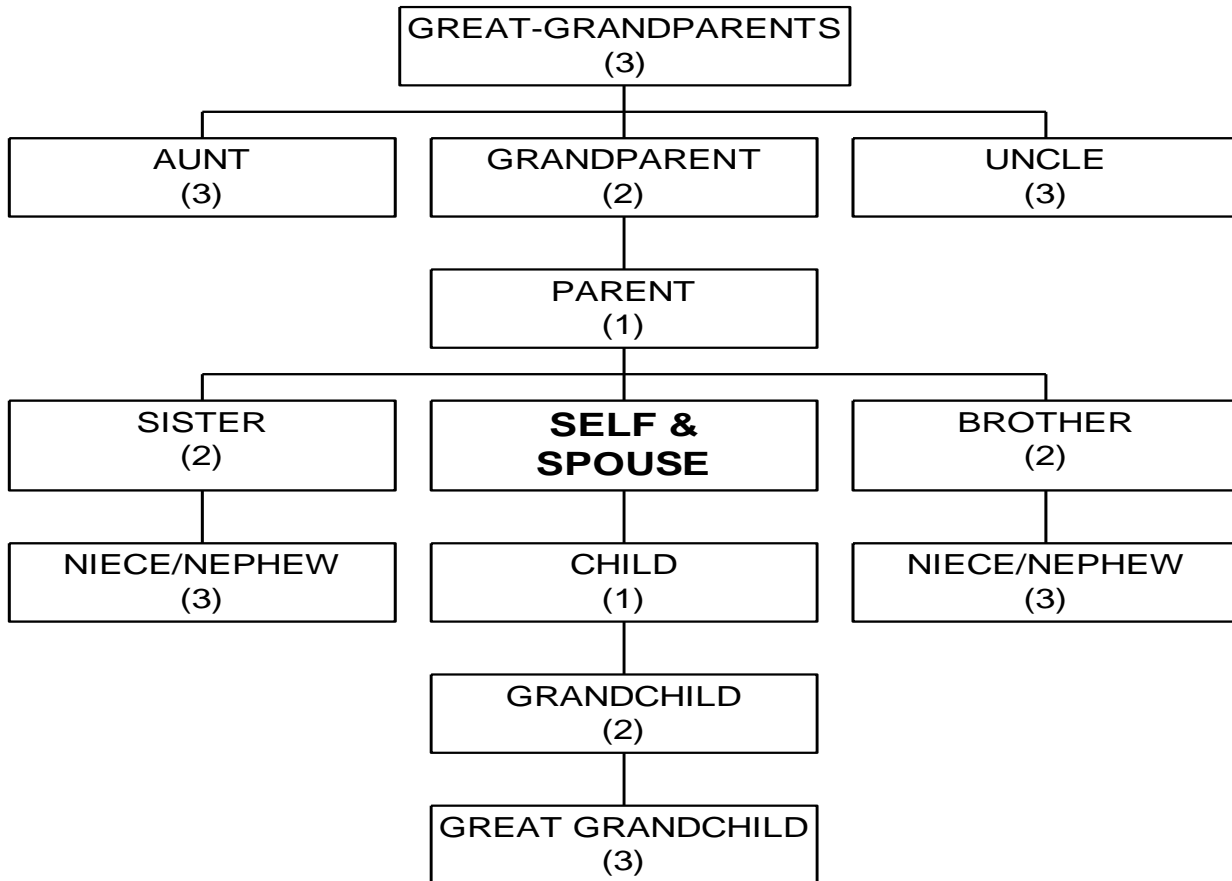 GREAT-GRANDPARENTS
(3)
AUNT
(3)
GRANDPARENT
(2)
UNCLE
(3)
PARENT
(1)
SISTER
(2)
SELF &
SPOUSE
BROTHER
(2)
NIECE/NEPHEW
(3)
CHILD
(1)
NIECE/NEPHEW
(3)
GRANDCHILD
(2)
GREAT GRANDCHILD
(3)